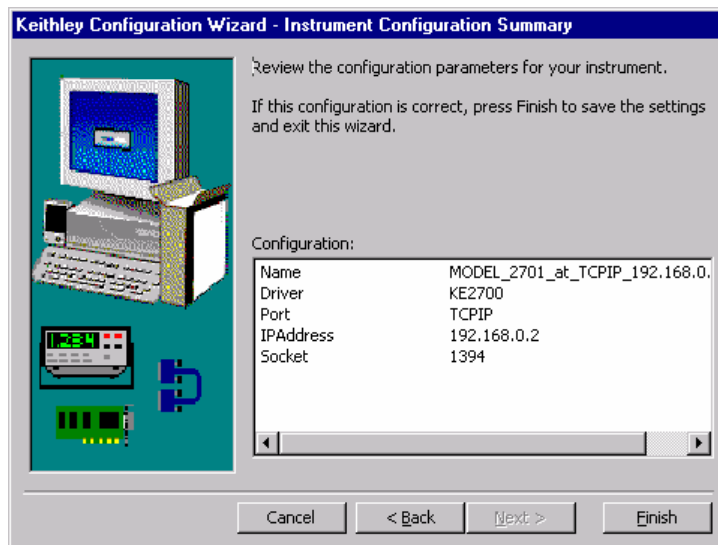 Keithley Configuration Wizard - Instrument Configuration Summary
Review the configuration parameters for your instrument.
If this configuration is correct, press Finish to save the settings
and exit this wizard.
Configuration:
Name MODEL_2701_at_TCPIP_192.168.0.
Driver KE2700
Port TCPIP
IPAddress 192.168.0.2
Socket 1394
1234
Cancel < Back Next > Finish